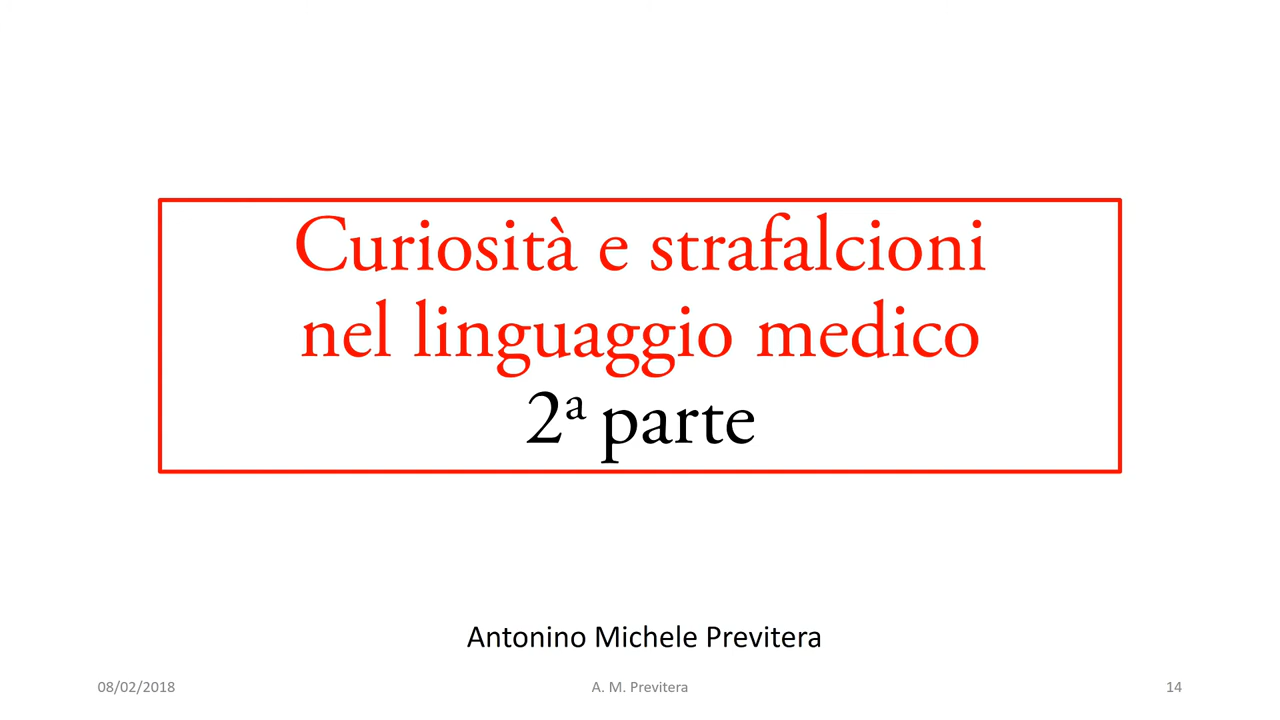 Curiosità e strafalcioni
nel linguaggio medico
2ª parte
Antonino Michele Previtera
08/02/2018
A. M. Previtera
14